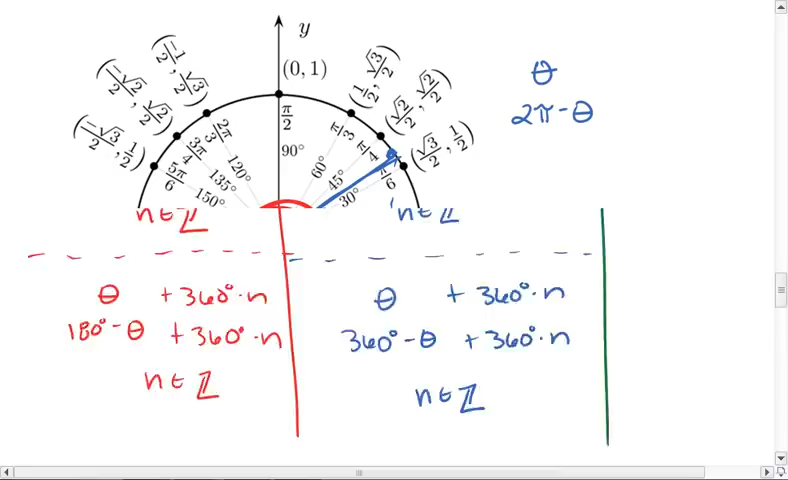 y
(0, 1)
(-1/2, √3/2)
(-√2/2, √2/2)
(-√3/2, 1/2)
(1/2, √3/2)
(√2/2, √2/2)
(√3/2, 1/2)
π/2
2π/3
3π/4
5π/6
π/3
π/4
π/6
90°
120°
135°
150°
60°
45°
30°
θ
2π-θ
n∈ℤ
n∈ℤ
θ +360°·n
180°-θ +360°·n
n∈ℤ
θ +360°·n
360°-θ +360°·n
n∈ℤ